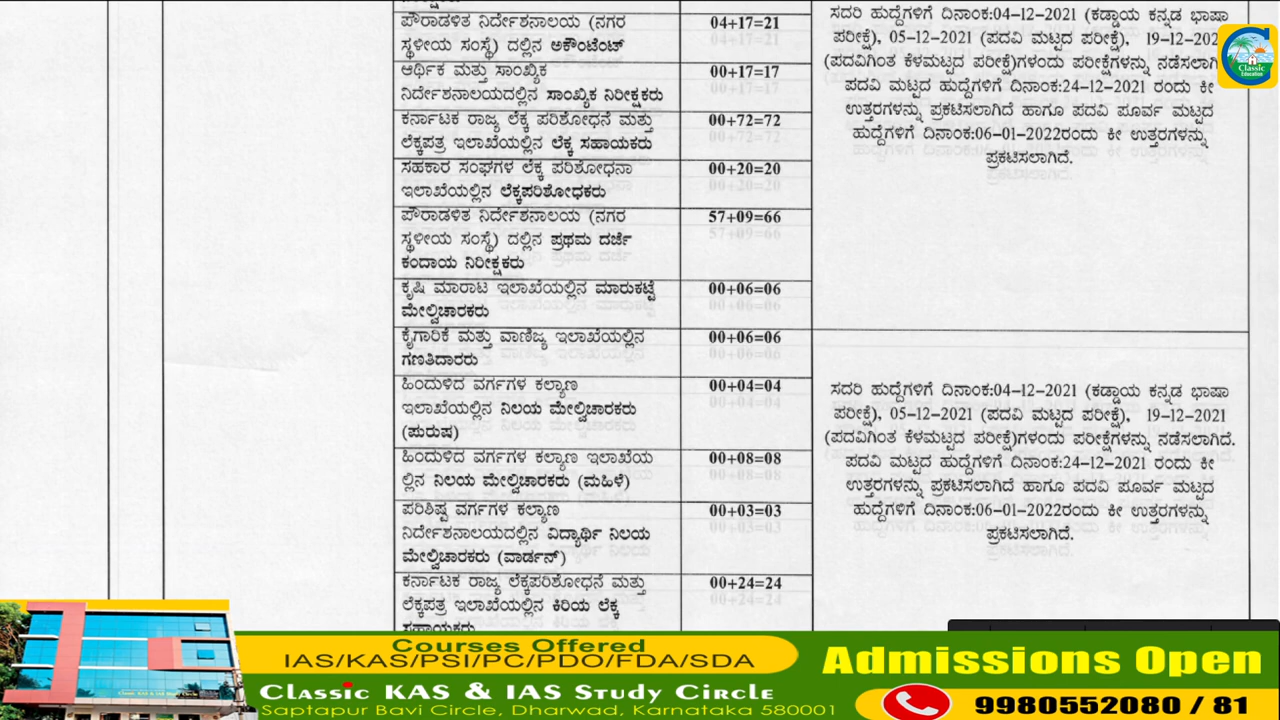 ಪೌರಾಡಳಿತ ನಿರ್ದೇಶನಾಲಯ (ನಗರ
ಸ್ಥಳೀಯ ಸಂಸ್ಥೆ) ದಲ್ಲಿನ ಅಕೌಂಟೆಂಟ್
04+17=21
ಆರ್ಥಿಕ ಮತ್ತು ಸಾಂಖ್ಯಿಕ
ನಿರ್ದೇಶನಾಲಯದಲ್ಲಿನ ಸಾಂಖ್ಯಿಕ ನಿರೀಕ್ಷಕರು
00+17=17
ಕರ್ನಾಟಕ ರಾಜ್ಯ ಲೆಕ್ಕ ಪರಿಶೋಧನೆ ಮತ್ತು
ಲೆಕ್ಕಪತ್ರ ಇಲಾಖೆಯಲ್ಲಿನ ಲೆಕ್ಕ ಸಹಾಯಕರು
00+72=72
ಸಹಕಾರ ಸಂಘಗಳ ಲೆಕ್ಕ ಪರಿಶೋಧನಾ
ಇಲಾಖೆಯಲ್ಲಿನ ಲೆಕ್ಕಪರಿಶೋಧಕರು
00+20=20
ಪೌರಾಡಳಿತ ನಿರ್ದೇಶನಾಲಯ (ನಗರ
ಸ್ಥಳೀಯ ಸಂಸ್ಥೆ) ದಲ್ಲಿನ ಪ್ರಥಮ ದರ್ಜೆ
ಕಂದಾಯ ನಿರೀಕ್ಷಕರು
57+09=66
ಕೃಷಿ ಮಾರಾಟ ಇಲಾಖೆಯಲ್ಲಿನ ಮಾರುಕಟ್ಟೆ
ಮೇಲ್ವಿಚಾರಕರು
00+06=06
ಸದರಿ ಹುದ್ದೆಗಳಿಗೆ ದಿನಾಂಕ:04-12-2021 (ಕಡ್ಡಾಯ ಕನ್ನಡ ಭಾಷಾ
ಪರೀಕ್ಷೆ), 05-12-2021 (ಪದವಿ ಮಟ್ಟದ ಪರೀಕ್ಷೆ),
(ಪದವಿಗಿಂತ ಕೆಳಮಟ್ಟದ ಪರೀಕ್ಷೆ)ಗಳಂದು ಪರೀಕ್ಷೆಗಳನ್ನು
ಪದವಿ ಮಟ್ಟದ ಹುದ್ದೆಗಳಿಗೆ ದಿನಾಂಕ:24-12-2021 ರಂದು ಕೀ
ಉತ್ತರಗಳನ್ನು ಪ್ರಕಟಿಸಲಾಗಿದೆ ಹಾಗೂ ಪದವಿ ಪೂರ್ವ ಮಟ್ಟದ
ಹುದ್ದೆಗಳಿಗೆ ದಿನಾಂಕ:06-01-2022ರಂದು ಕೀ ಉತ್ತರಗಳನ್ನು
ಪ್ರಕಟಿಸಲಾಗಿದೆ.
ಕೈಗಾರಿಕೆ ಮತ್ತು ವಾಣಿಜ್ಯ ಇಲಾಖೆಯಲ್ಲಿನ
ಗಣತಿದಾರರು
00+06=06
ಹಿಂದುಳಿದ ವರ್ಗಗಳ ಕಲ್ಯಾಣ
ಇಲಾಖೆಯಲ್ಲಿನ ನಿಲಯ ಮೇಲ್ವಿಚಾರಕರು
(ಪುರುಷ)
00+04=04
ಹಿಂದುಳಿದ ವರ್ಗಗಳ ಕಲ್ಯಾಣ ಇಲಾಖೆಯ
ಲ್ಲಿನ ನಿಲಯ ಮೇಲ್ವಿಚಾರಕರು (ಮಹಿಳೆ)
00+08=08
ಪರಿಶಿಷ್ಟ ವರ್ಗಗಳ ಕಲ್ಯಾಣ
ನಿರ್ದೇಶನಾಲಯದಲ್ಲಿನ ವಿದ್ಯಾರ್ಥಿ ನಿಲಯ
ಮೇಲ್ವಿಚಾರಕರು (ವಾರ್ಡನ್)
00+03=03
ಕರ್ನಾಟಕ ರಾಜ್ಯ ಲೆಕ್ಕಪರಿಶೋಧನೆ ಮತ್ತು
ಲೆಕ್ಕಪತ್ರ ಇಲಾಖೆಯಲ್ಲಿನ ಕಿರಿಯ ಲೆಕ್ಕ
00+24=24
ಸದರಿ ಹುದ್ದೆಗಳಿಗೆ ದಿನಾಂಕ:04-12-2021 (ಕಡ್ಡಾಯ ಕನ್ನಡ ಭಾಷಾ
ಪರೀಕ್ಷೆ), 05-12-2021 (ಪದವಿ ಮಟ್ಟದ ಪರೀಕ್ಷೆ), 19-12-2021
(ಪದವಿಗಿಂತ ಕೆಳಮಟ್ಟದ ಪರೀಕ್ಷೆ)ಗಳಂದು ಪರೀಕ್ಷೆಗಳನ್ನು ನಡೆಸಲಾಗಿದೆ.
ಪದವಿ ಮಟ್ಟದ ಹುದ್ದೆಗಳಿಗೆ ದಿನಾಂಕ:24-12-2021 ರಂದು ಕೀ
ಉತ್ತರಗಳನ್ನು ಪ್ರಕಟಿಸಲಾಗಿದೆ ಹಾಗೂ ಪದವಿ ಪೂರ್ವ ಮಟ್ಟದ
ಹುದ್ದೆಗಳಿಗೆ ದಿನಾಂಕ:06-01-2022ರಂದು ಕೀ ಉತ್ತರಗಳನ್ನು
ಪ್ರಕಟಿಸಲಾಗಿದೆ.
Classic
Education
Courses Offered
IAS/KAS/PSI/PC/PDO/FDA/SDA
Classic KAS & IAS Study Circle
Saptapur Bavi Circle, Dharwad, Karnataka 580001
Admissions Open
9980552080 / 81